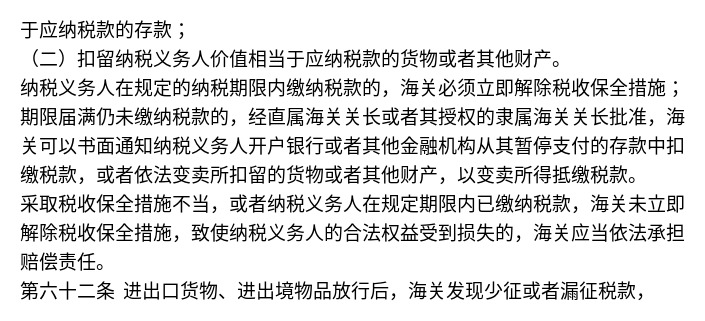 于应纳税款的存款；
（二）扣留纳税义务人价值相当于应纳税款的货物或者其他财产。
纳税义务人在规定的纳税期限内缴纳税款的，海关必须立即解除税收保全措施；
期限届满仍未缴纳税款的，经直属海关关长或者其授权的隶属海关关长批准，海
关可以书面通知纳税义务人开户银行或者其他金融机构从其暂停支付的存款中扣
缴税款，或者依法变卖所扣留的货物或者其他财产，以变卖所得抵缴税款。
采取税收保全措施不当，或者纳税义务人在规定期限内已缴纳税款，海关未立即
解除税收保全措施，致使纳税义务人的合法权益受到损失的，海关应当依法承担
赔偿责任。
第六十二条 进出口货物、进出境物品放行后，海关发现少征或者漏征税款，